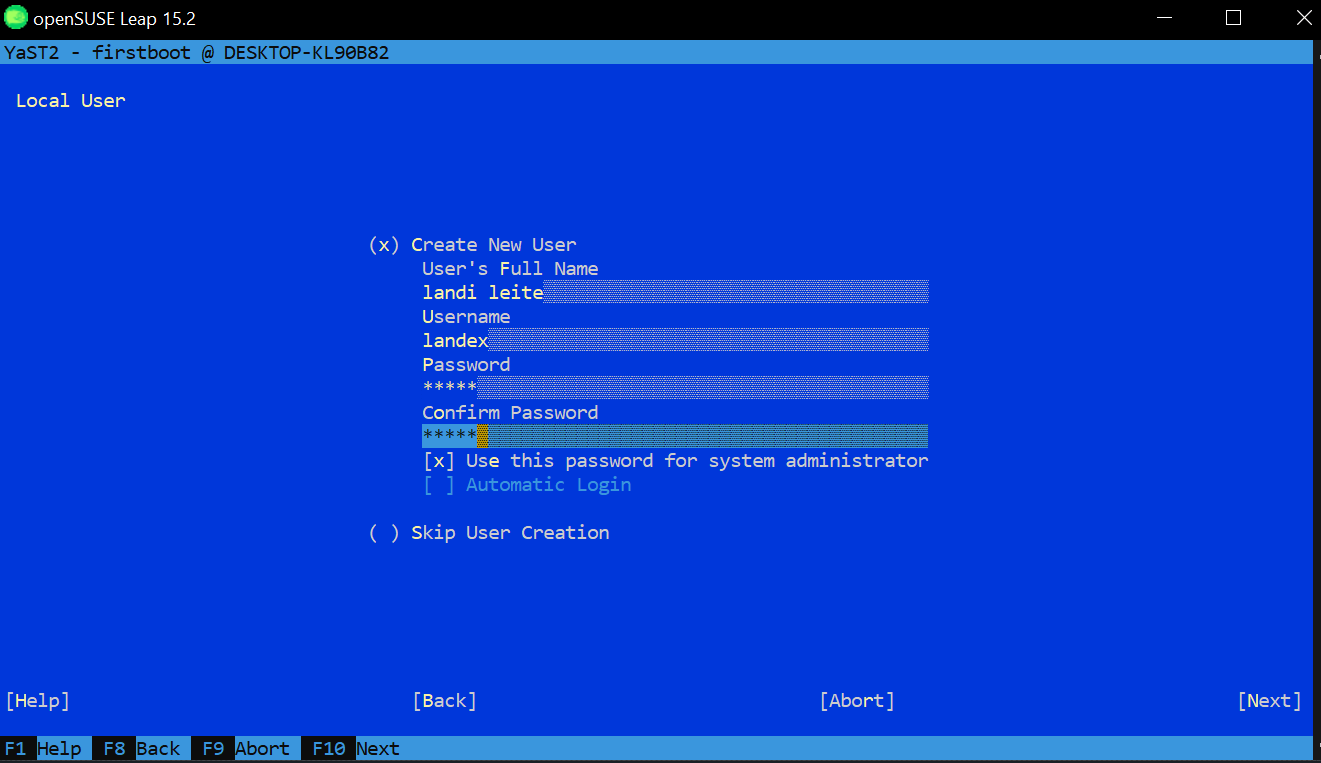 openSUSE Leap 15.2
YaST2 - firstboot @ DESKTOP-KL90B82
Local User
(x) Create New User
User's Full Name
landi leite
Username
landex
Password
*****
Confirm Password
*****
[x] Use this password for system administrator
[ ] Automatic Login
( ) Skip User Creation
[Help] [Back] [Abort] [Next]
F1 Help F8 Back F9 Abort F10 Next